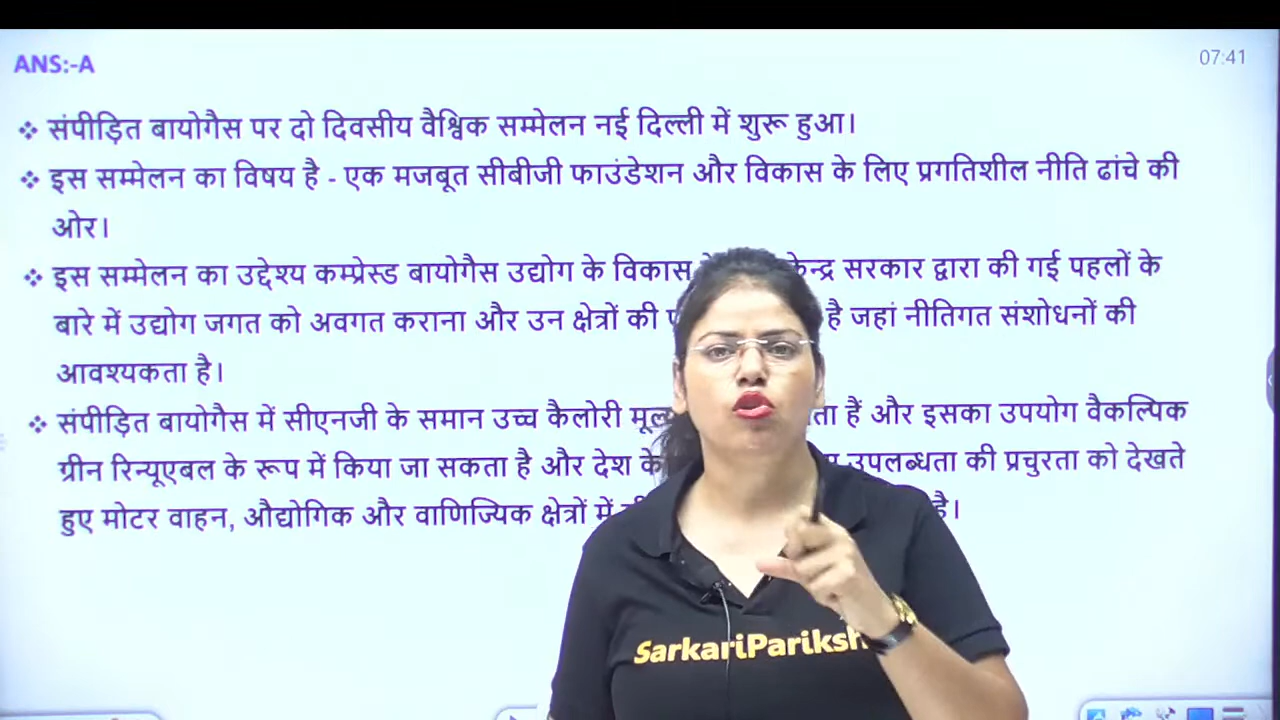 ANS:-A
07:41
❖ संपीड़ित बायोगैस पर दो दिवसीय वैश्विक सम्मेलन नई दिल्ली में शुरू हुआ।
❖ इस सम्मेलन का विषय है - एक मजबूत सीबीजी फाउंडेशन और विकास के लिए प्रगतिशील नीति ढांचे की
ओर।
❖ इस सम्मेलन का उद्देश्य कम्प्रेस्ड बायोगैस उद्योग के विकास केन्द्र सरकार द्वारा की गई पहलों के
बारे में उद्योग जगत को अवगत कराना और उन क्षेत्रों की है जहां नीतिगत संशोधनों की
आवश्यकता है।
❖ संपीड़ित बायोगैस में सीएनजी के समान उच्च कैलोरी हैं और इसका उपयोग वैकल्पिक
ग्रीन रिन्यूएबल के रूप में किया जा सकता है और देश के उपलब्धता की प्रचुरता को देखते
हुए मोटर वाहन, औद्योगिक और वाणिज्यिक क्षेत्रों में है।
SarkariPariksh